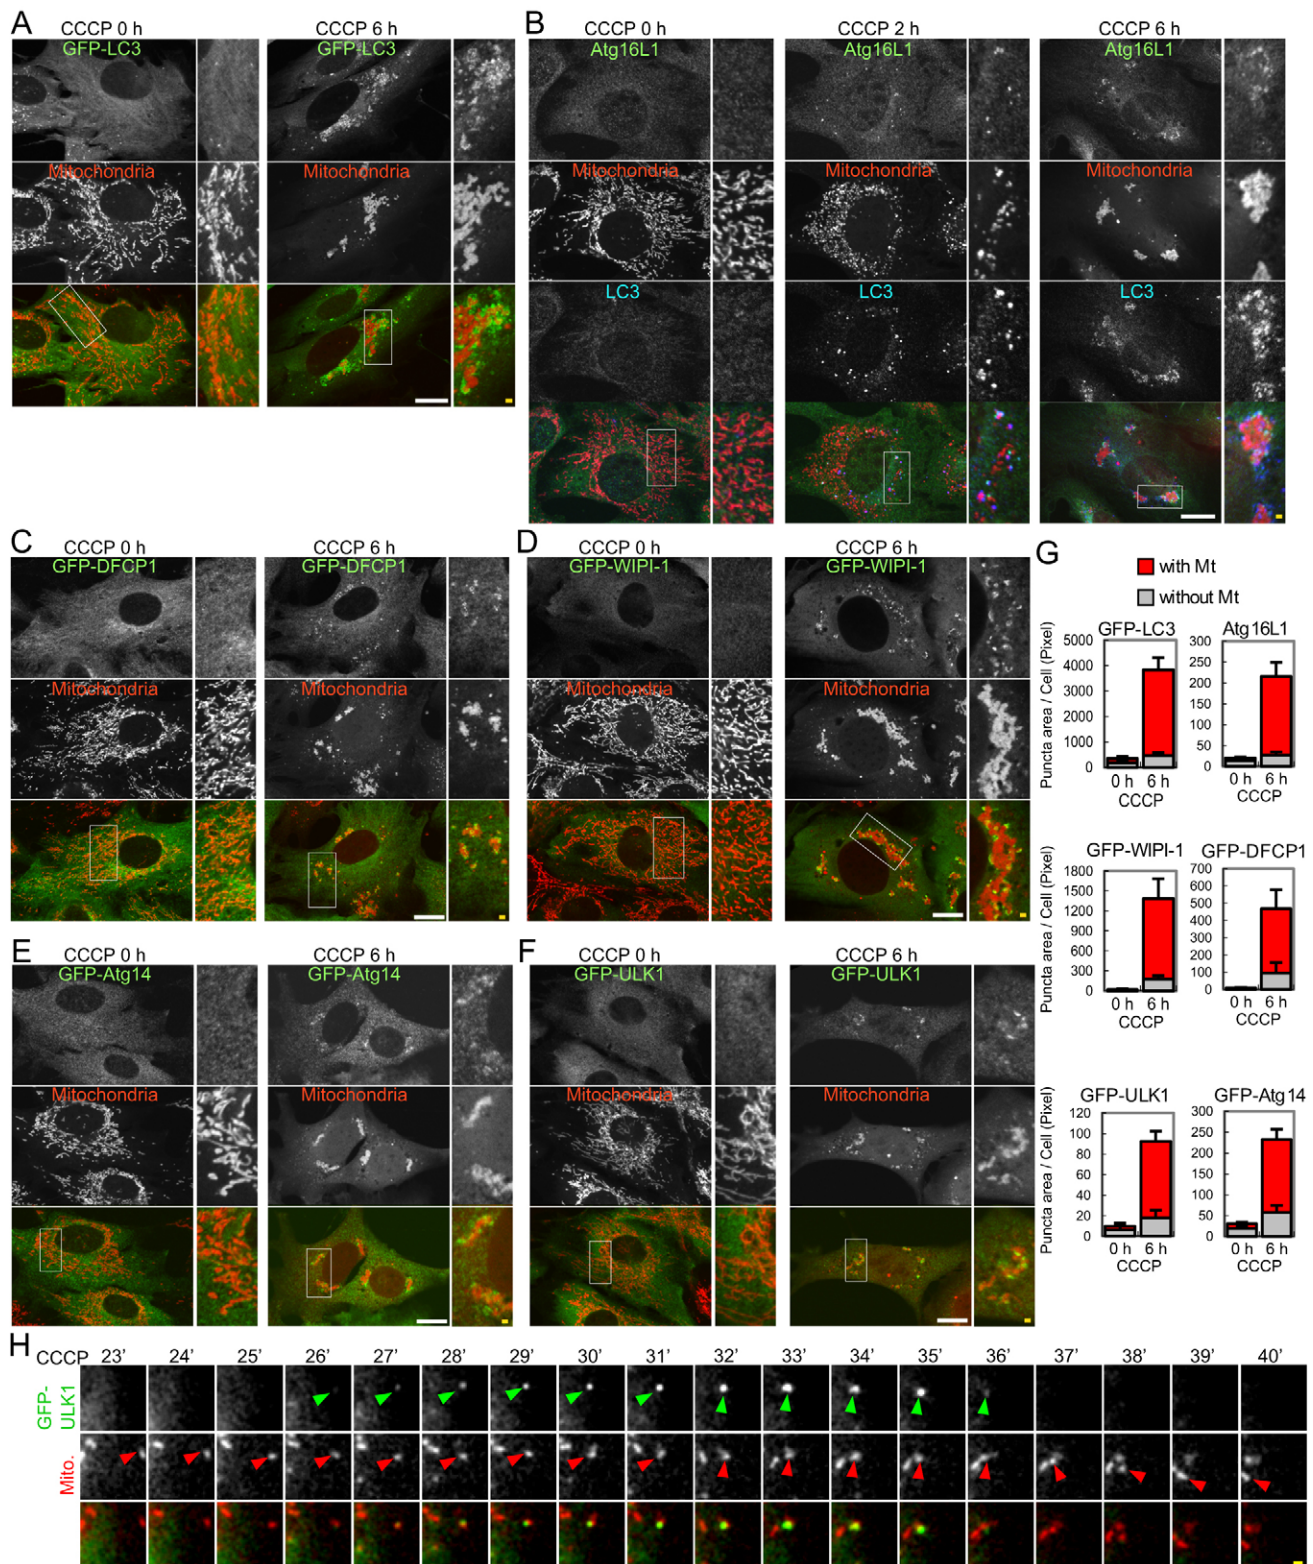 A
CCCP 0 h
GFP-LC3
CCCP 6 h
GFP-LC3
Mitochondria
Mitochondria
B
CCCP 0 h
Atg16L1
CCCP 2 h
Atg16L1
CCCP 6 h
Atg16L1
Mitochondria
Mitochondria
Mitochondria
LC3
LC3
LC3
C
CCCP 0 h
GFP-DFCP1
CCCP 6 h
GFP-DFCP1
Mitochondria
Mitochondria
D
CCCP 0 h
GFP-WIPI-1
CCCP 6 h
GFP-WIPI-1
Mitochondria
Mitochondria
E
CCCP 0 h
GFP-Atg14
CCCP 6 h
GFP-Atg14
Mitochondria
Mitochondria
F
CCCP 0 h
GFP-ULK1
CCCP 6 h
GFP-ULK1
Mitochondria
Mitochondria
G
with Mt
without Mt
GFP-LC3
Puncta area / Cell (Pixel)
5000
4000
3000
2000
1000
0
0 h 6 h
CCCP
Atg16L1
300
250
200
150
100
50
0
0 h 6 h
CCCP
GFP-WIPI-1
Puncta area / Cell (Pixel)
1800
1500
1200
900
600
300
0
0 h 6 h
CCCP
GFP-DFCP1
700
600
500
400
300
200
100
0
0 h 6 h
CCCP
GFP-ULK1
Puncta area / Cell (Pixel)
120
100
80
60
40
20
0
0 h 6 h
CCCP
GFP-Atg14
300
250
200
150
100
50
0
0 h 6 h
CCCP
H
CCCP 23' 24' 25' 26' 27' 28' 29' 30' 31' 32' 33' 34' 35' 36' 37' 38' 39' 40'
GFP-
ULK1
Mito.